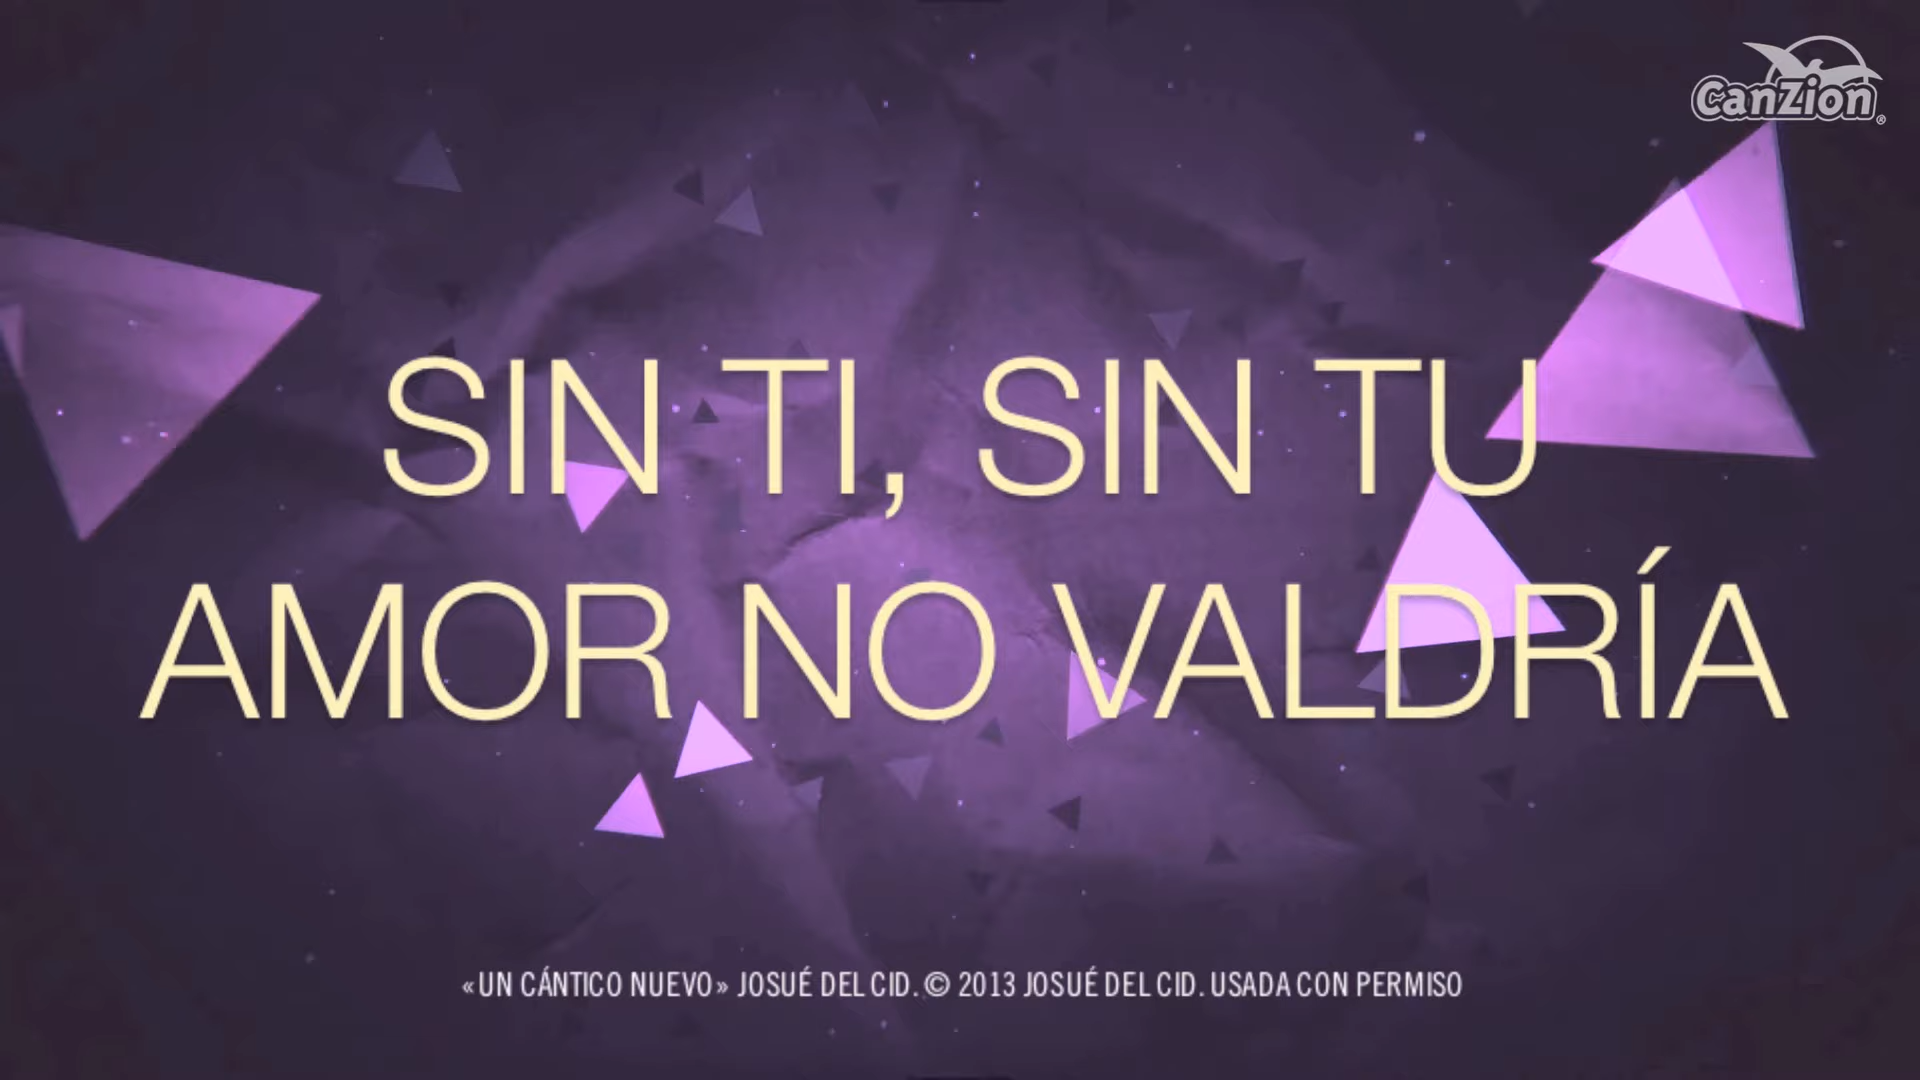 CanZion®
SIN TI, SIN TU
AMOR NO VALDRÍA
«UN CÁNTICO NUEVO» JOSUÉ DEL CID. © 2013 JOSUÉ DEL CID. USADA CON PERMISO